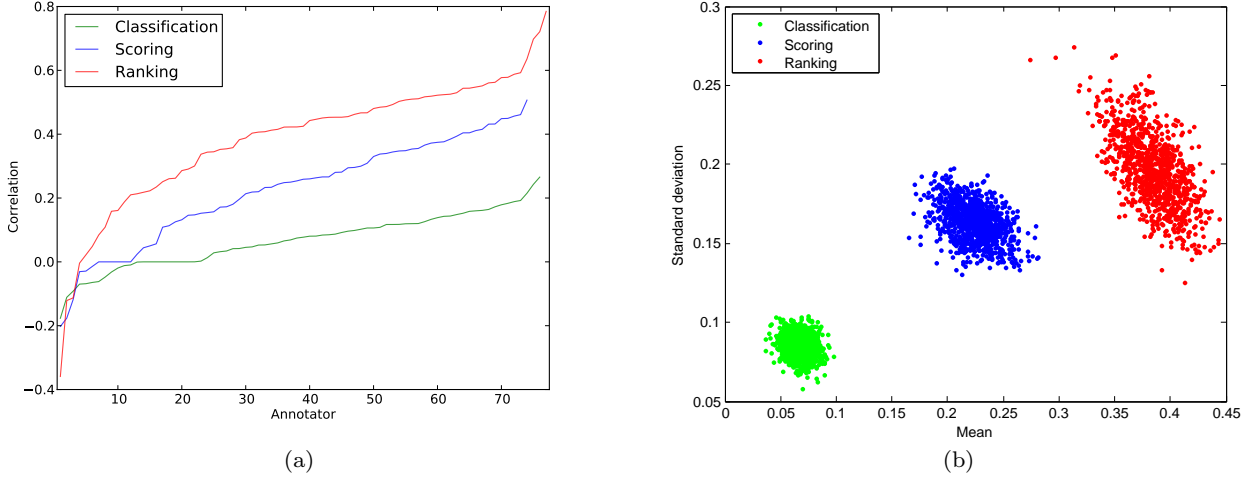 0.8
0.6
0.4
0.2
0.0
−0.2
−0.4
10 20 30 40 50 60 70
Correlation
Annotator
Classification
Scoring
Ranking
(a)
0.3
0.25
0.2
0.15
0.1
0.05
0 0.05 0.1 0.15 0.2 0.25 0.3 0.35 0.4 0.45
Standard deviation
Mean
Classification
Scoring
Ranking
(b)